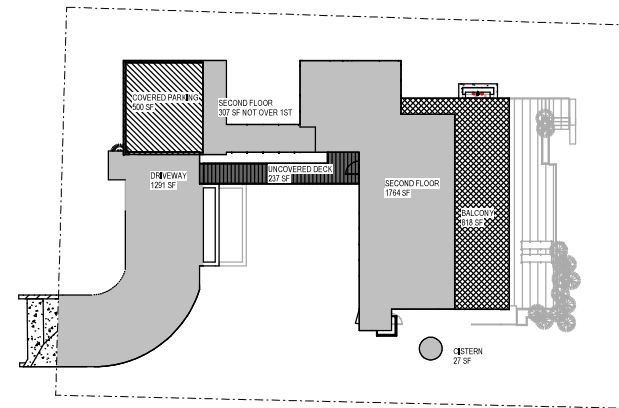 COVERED PARKING
500 SF
SECOND FLOOR
307 SF NOT OVER 1ST
DRIVEWAY
1291 SF
UNCOVERED DECK
237 SF
SECOND FLOOR
1764 SF
BALCONY
818 SF
CISTERN
27 SF